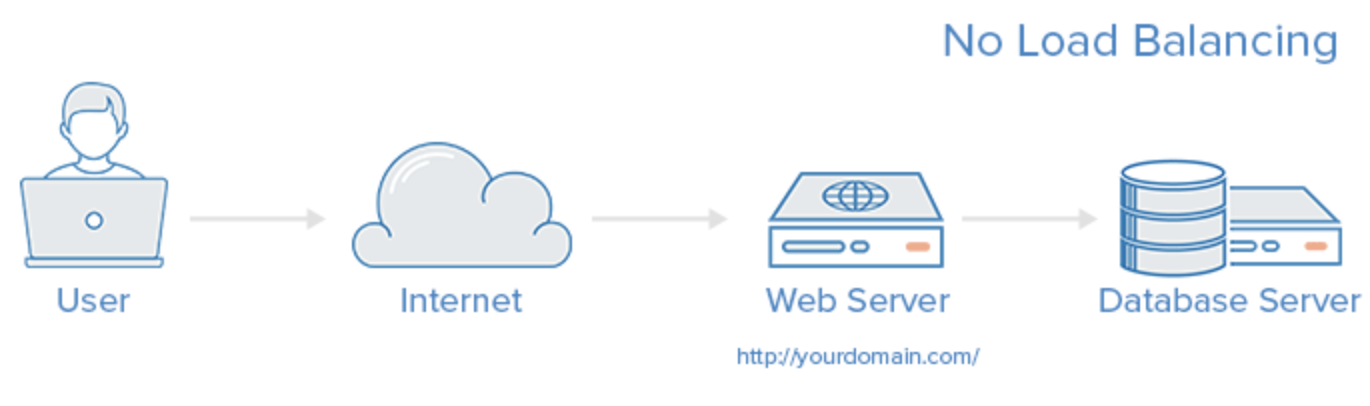 No Load Balancing
User
Internet
Web Server
Database Server
http://yourdomain.com/